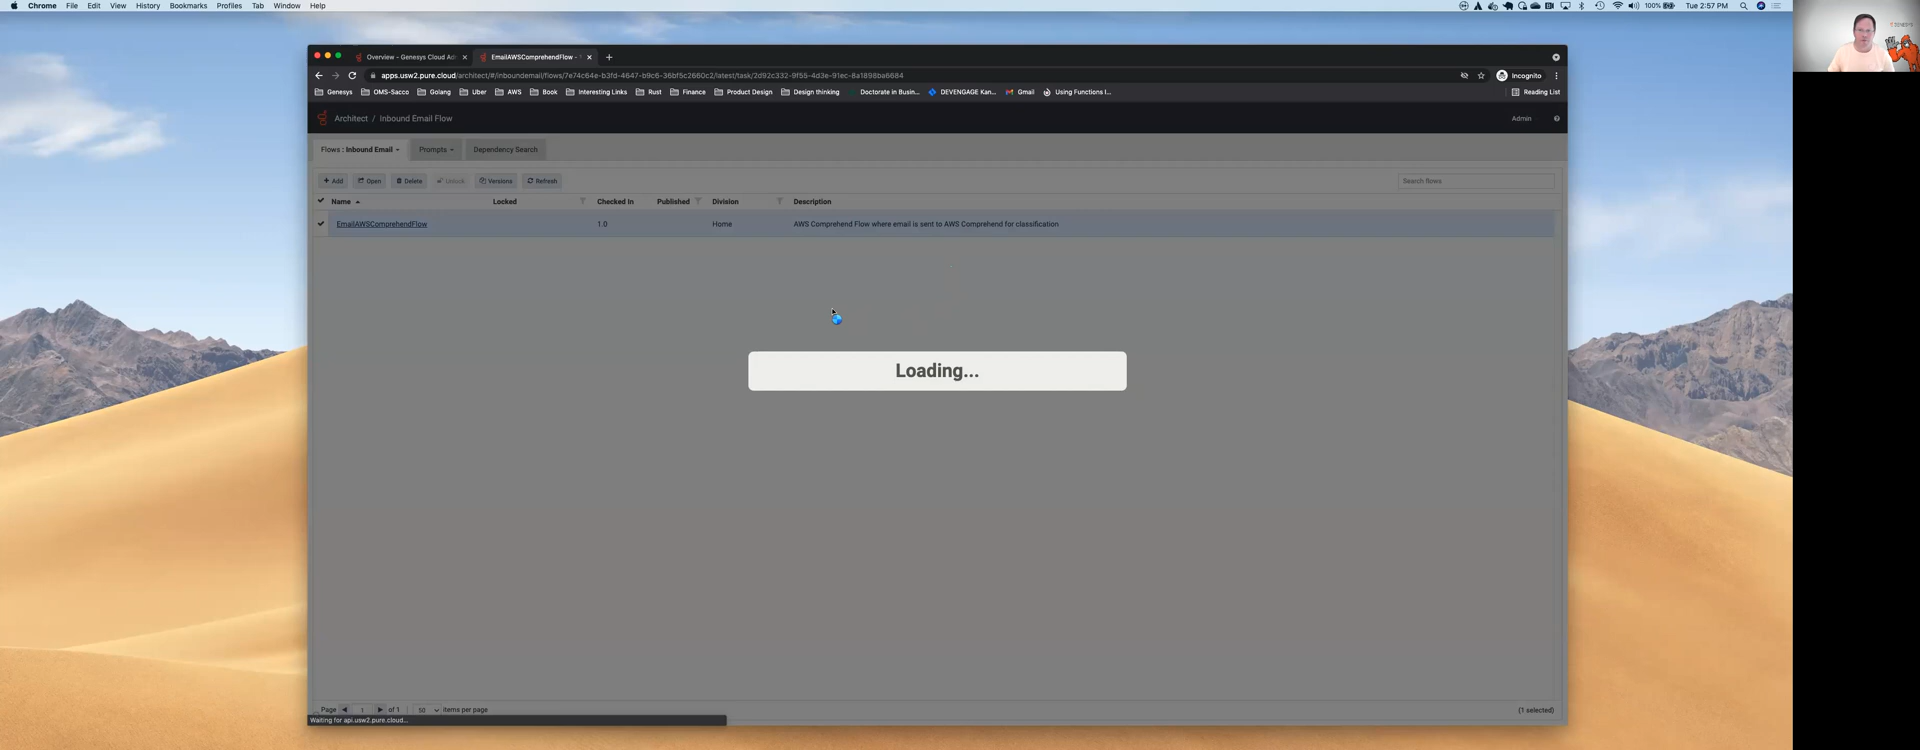 Chrome File Edit View History Bookmarks Profiles Tab Window Help
100% Tue 2:57 PM
Overview - Genesys Cloud Ad
EmailAWSComprehendFlow -
apps.usw2.pure.cloud/architect/#/inboundemail/flows/7e74c64e-b3fd-4647-b9c6-36bf5c2660c2/latest/task/2d92c332-9f55-4d3e-91ec-8a1898ba6684
Incognito
Genesys OMS-Sacco Golang Uber AWS Book Interesting Links Rust Finance Product Design Design thinking Doctorate in Busin... DEVENGAGE Kan... Gmail Using Functions I... Reading List
Architect / Inbound Email Flow
Admin
Flows : Inbound Email Prompts Dependency Search
Add Open Delete Unlock Versions Refresh
Search flows
Name Locked Checked In Published Division Description
EmailAWSComprehendFlow 1.0 Home AWS Comprehend Flow where email is sent to AWS Comprehend for classification
Loading...
Page 1 of 1 50 items per page
(1 selected)
Waiting for api.usw2.pure.cloud...